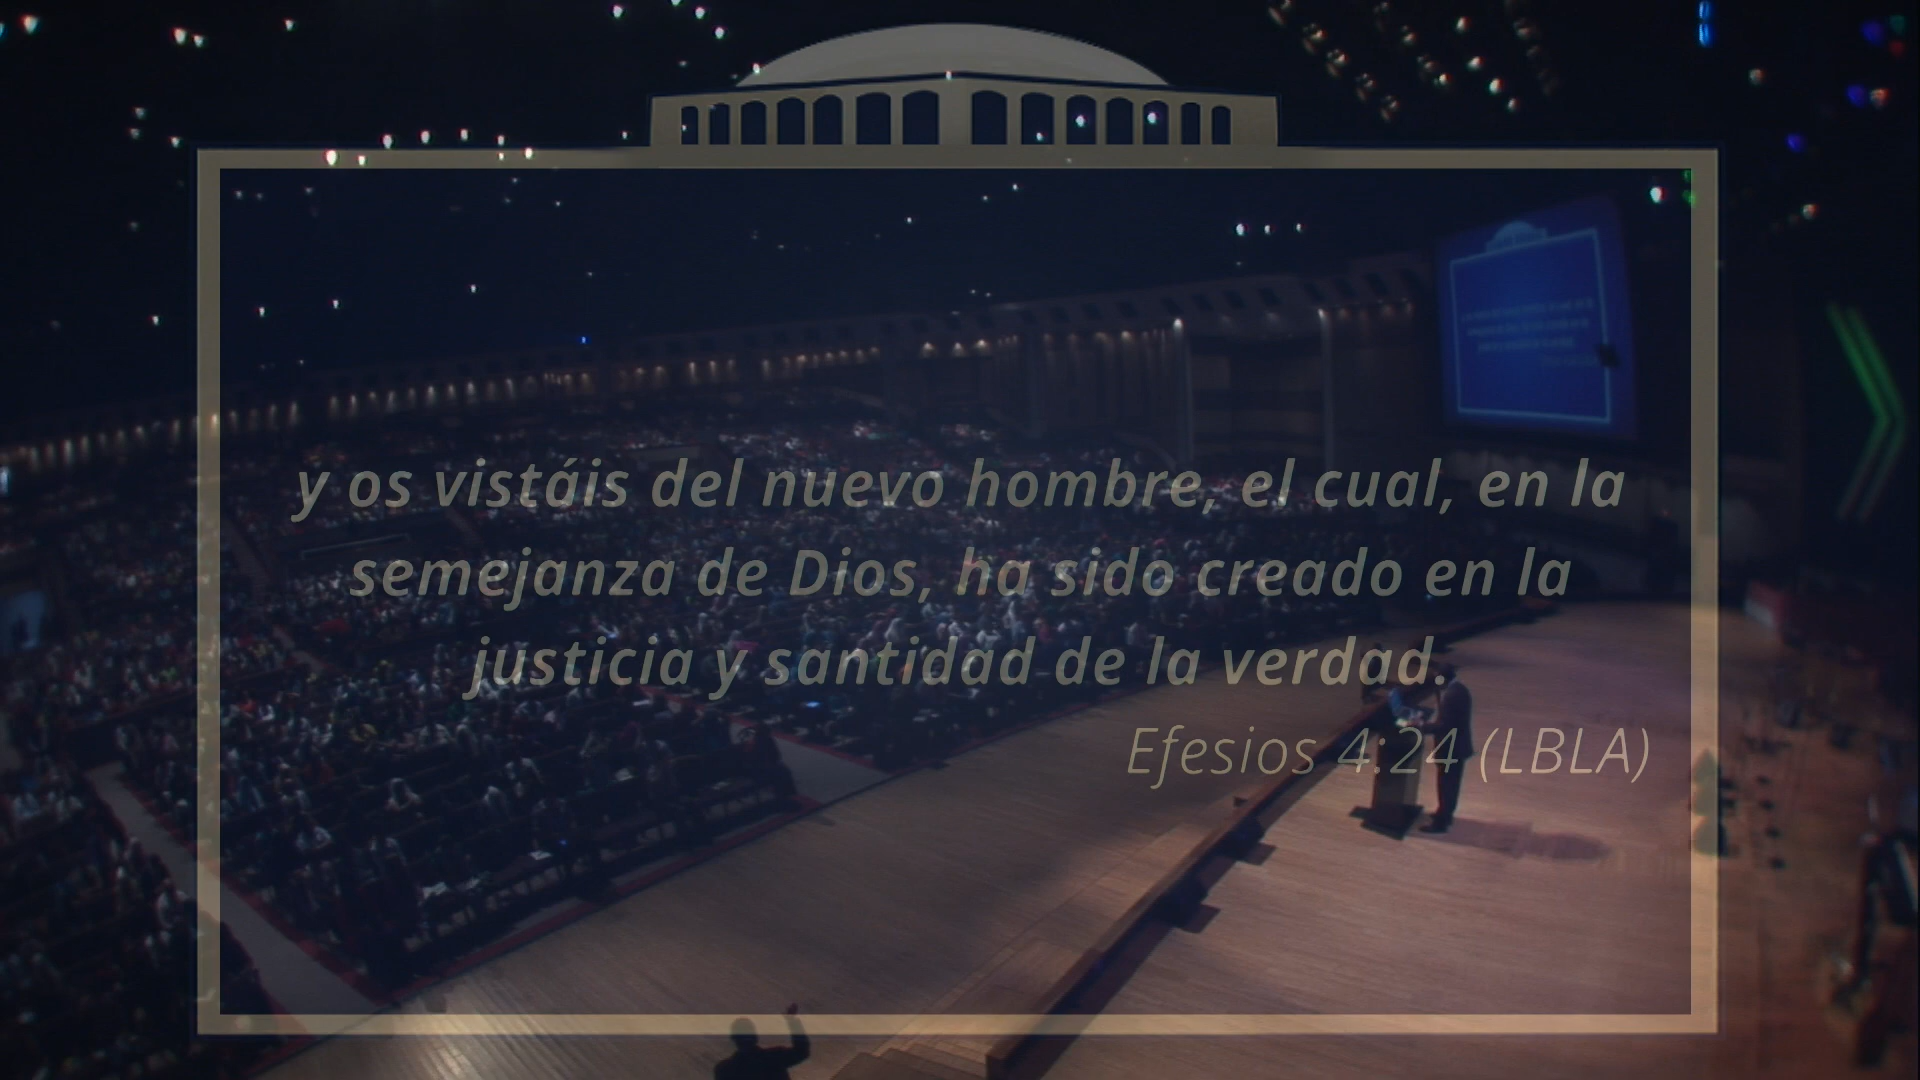 y os vistáis del nuevo hombre, el cual, en la
semejanza de Dios, ha sido creado en la
justicia y santidad de la verdad.
Efesios 4:24 (LBLA)